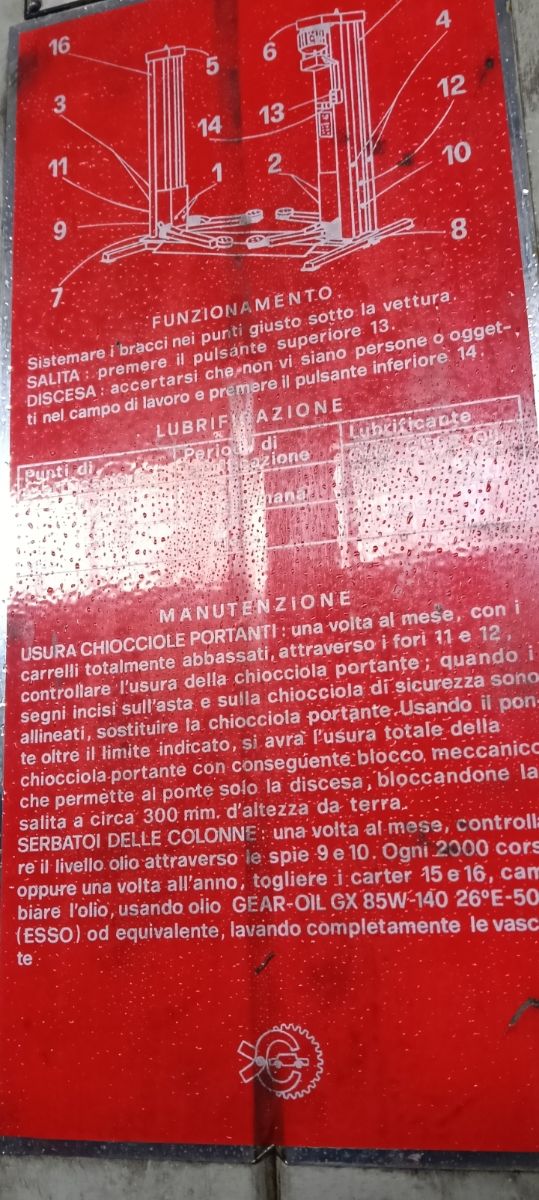 16
5
6
4
3
14
13
12
11
1
2
10
9
8
7
FUNZIONAMENTO
Sistemare i bracci nei punti giusto sotto la vettura.
SALITA : premere il pulsante superiore 13.
DISCESA : accertarsi che non vi siano persone o ogget-
ti nel campo di lavoro e premere il pulsante inferiore 14.
LUBRIF AZIONE
Punti di Period di Lubrificante
azione
mana
MANUTENZIONE
USURA CHIOCCIOLE PORTANTI : una volta al mese, con i
carrelli totalmente abbassati, attraverso i fori 11 e 12,
controllare l'usura della chiocciola portante ; quando i
segni incisi sull'asta e sulla chiocciola di sicurezza sono
allineati, sostituire la chiocciola portante. Usando il pon-
te oltre il limite indicato, si avra l'usura totale della
chiocciola portante con conseguente blocco meccanico
che permette al ponte solo la discesa, bloccandone la
salita a circa 300 mm. d'altezza da terra.
SERBATOI DELLE COLONNE una volta al mese, controlla
re il livello olio attraverso le spie 9 e 10. Ogni 2000 cors
oppure una volta all'anno, togliere i carter 15 e 16, cam
biare l'olio, usando olio GEAR-OIL GX 85W-140 26°E-50
(ESSO) od equivalente, lavando completamente le vasc
te